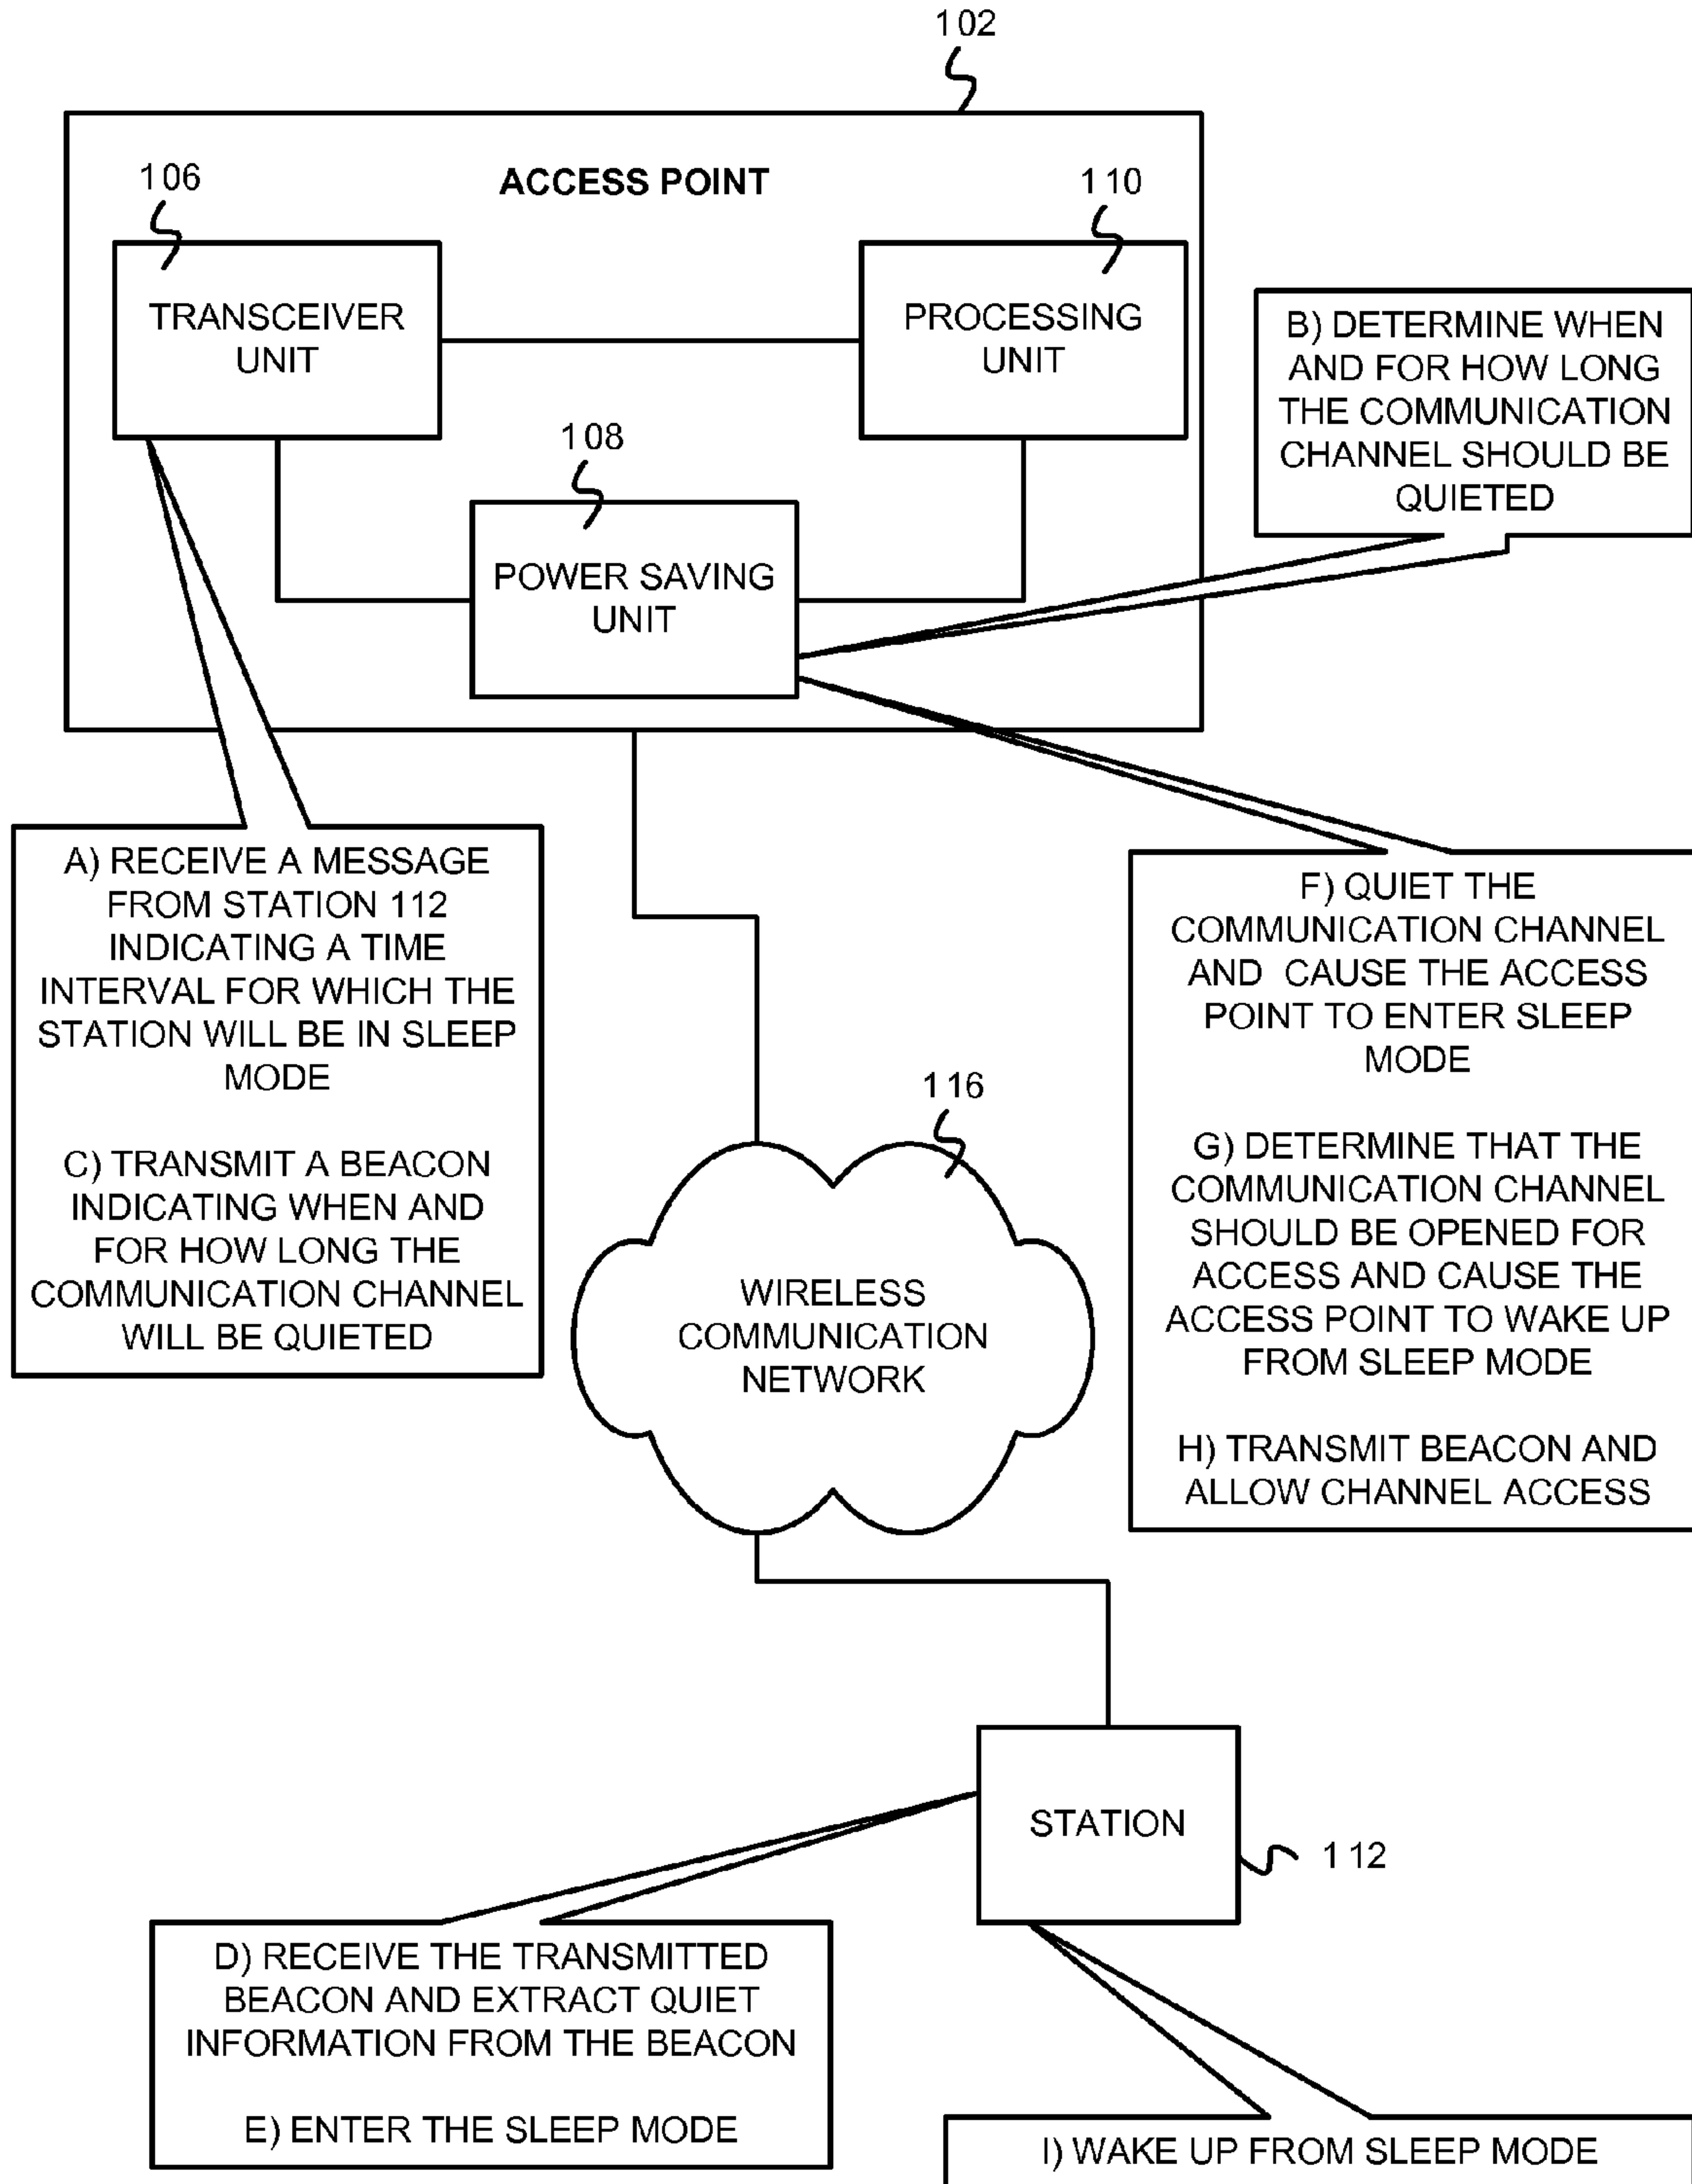 102
106
ACCESS POINT
110
TRANSCEIVER
UNIT
PROCESSING
UNIT
108
POWER SAVING
UNIT
B) DETERMINE WHEN
AND FOR HOW LONG
THE COMMUNICATION
CHANNEL SHOULD BE
QUIETED
A) RECEIVE A MESSAGE
FROM STATION 112
INDICATING A TIME
INTERVAL FOR WHICH THE
STATION WILL BE IN SLEEP
MODE
C) TRANSMIT A BEACON
INDICATING WHEN AND
FOR HOW LONG THE
COMMUNICATION CHANNEL
WILL BE QUIETED
F) QUIET THE
COMMUNICATION CHANNEL
AND CAUSE THE ACCESS
POINT TO ENTER SLEEP
MODE
G) DETERMINE THAT THE
COMMUNICATION CHANNEL
SHOULD BE OPENED FOR
ACCESS AND CAUSE THE
ACCESS POINT TO WAKE UP
FROM SLEEP MODE
H) TRANSMIT BEACON AND
ALLOW CHANNEL ACCESS
116
WIRELESS
COMMUNICATION
NETWORK
STATION
112
D) RECEIVE THE TRANSMITTED
BEACON AND EXTRACT QUIET
INFORMATION FROM THE BEACON
E) ENTER THE SLEEP MODE
I) WAKE UP FROM SLEEP MODE